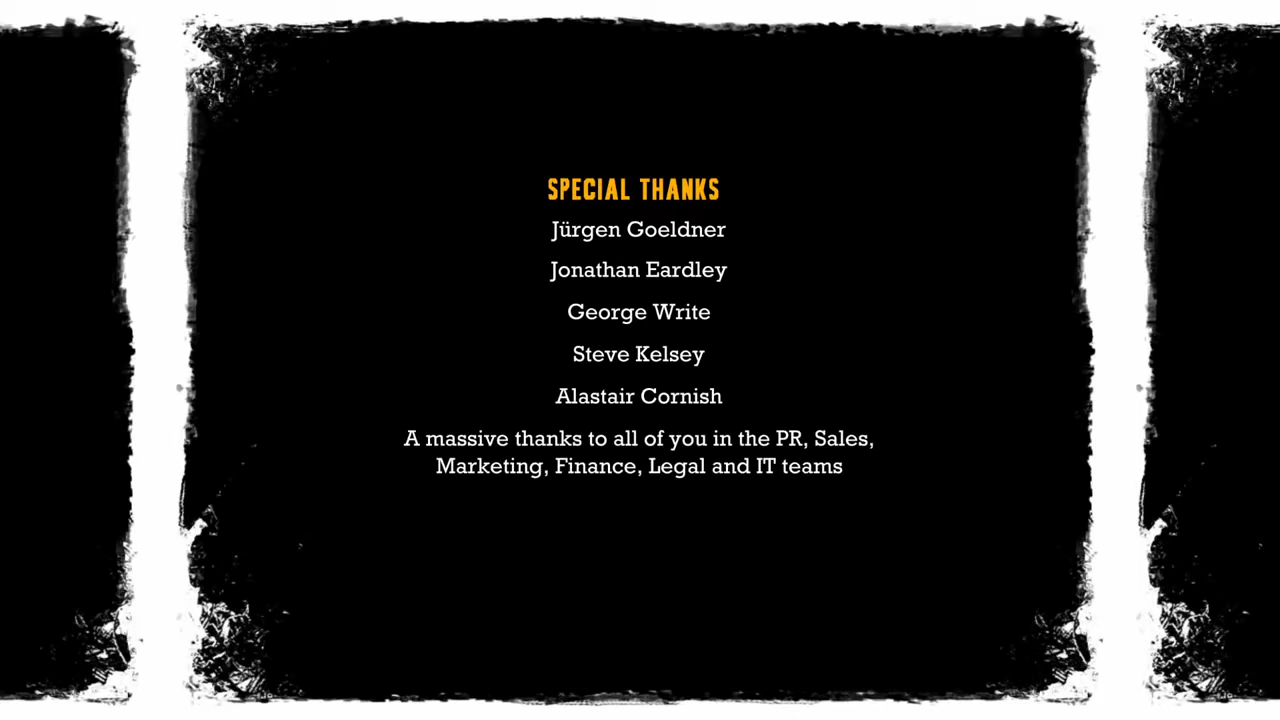 SPECIAL THANKS
Jürgen Goeldner
Jonathan Eardley
George Write
Steve Kelsey
Alastair Cornish
A massive thanks to all of you in the PR, Sales,
Marketing, Finance, Legal and IT teams